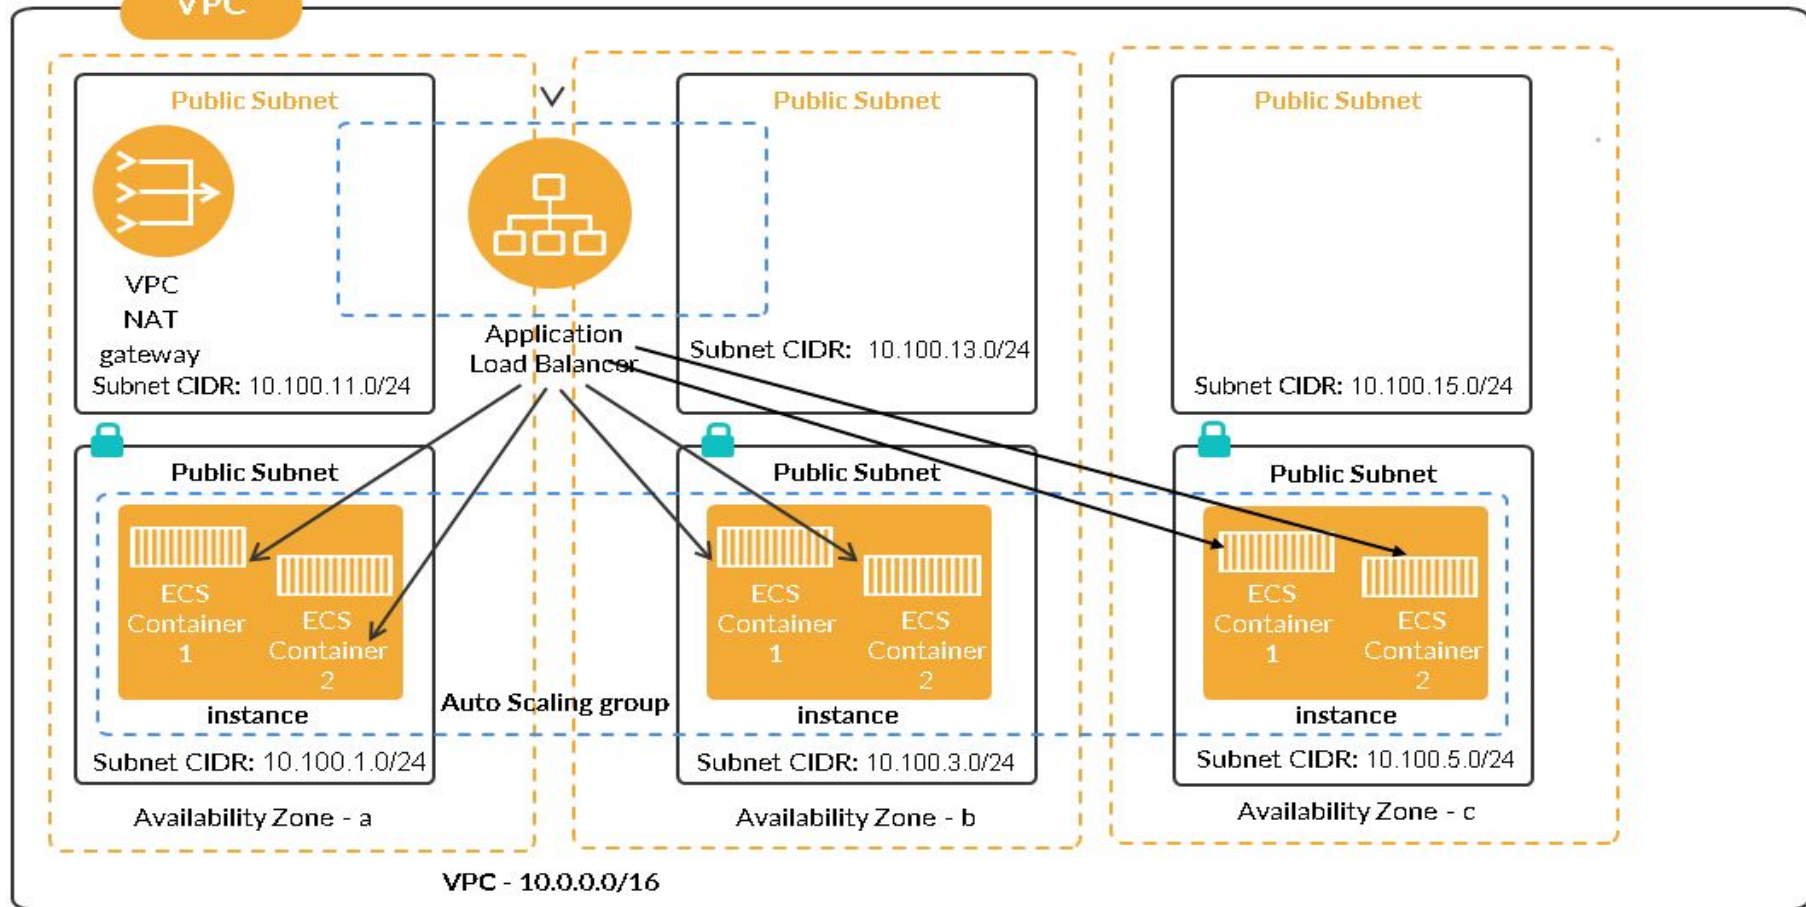 VPC
Public Subnet
VPC
NAT
gateway
Subnet CIDR: 10.100.11.0/24
Application
Load Balancer
Public Subnet
Subnet CIDR: 10.100.13.0/24
Public Subnet
Subnet CIDR: 10.100.15.0/24
Public Subnet
ECS
Container
1
ECS
Container
2
instance
Subnet CIDR: 10.100.1.0/24
Availability Zone - a
Auto Scaling group
Public Subnet
ECS
Container
1
ECS
Container
2
instance
Subnet CIDR: 10.100.3.0/24
Availability Zone - b
Public Subnet
ECS
Container
1
ECS
Container
2
instance
Subnet CIDR: 10.100.5.0/24
Availability Zone - c
VPC - 10.0.0.0/16